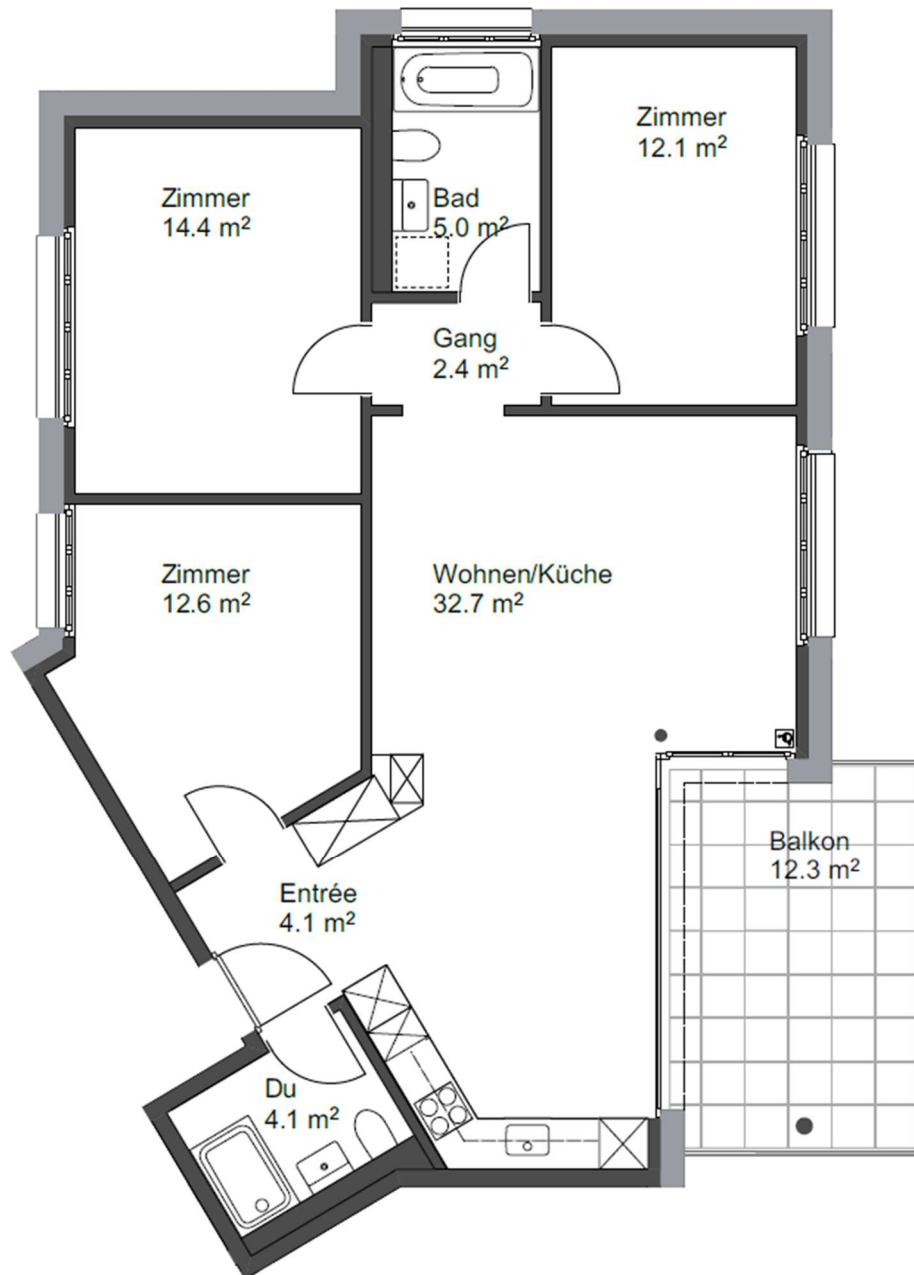 Zimmer
12.1 m²
Zimmer
14.4 m²
Bad
5.0 m²
Gang
2.4 m²
Zimmer
12.6 m²
Wohnen/Küche
32.7 m²
Balkon
12.3 m²
Entrée
4.1 m²
Du
4.1 m²